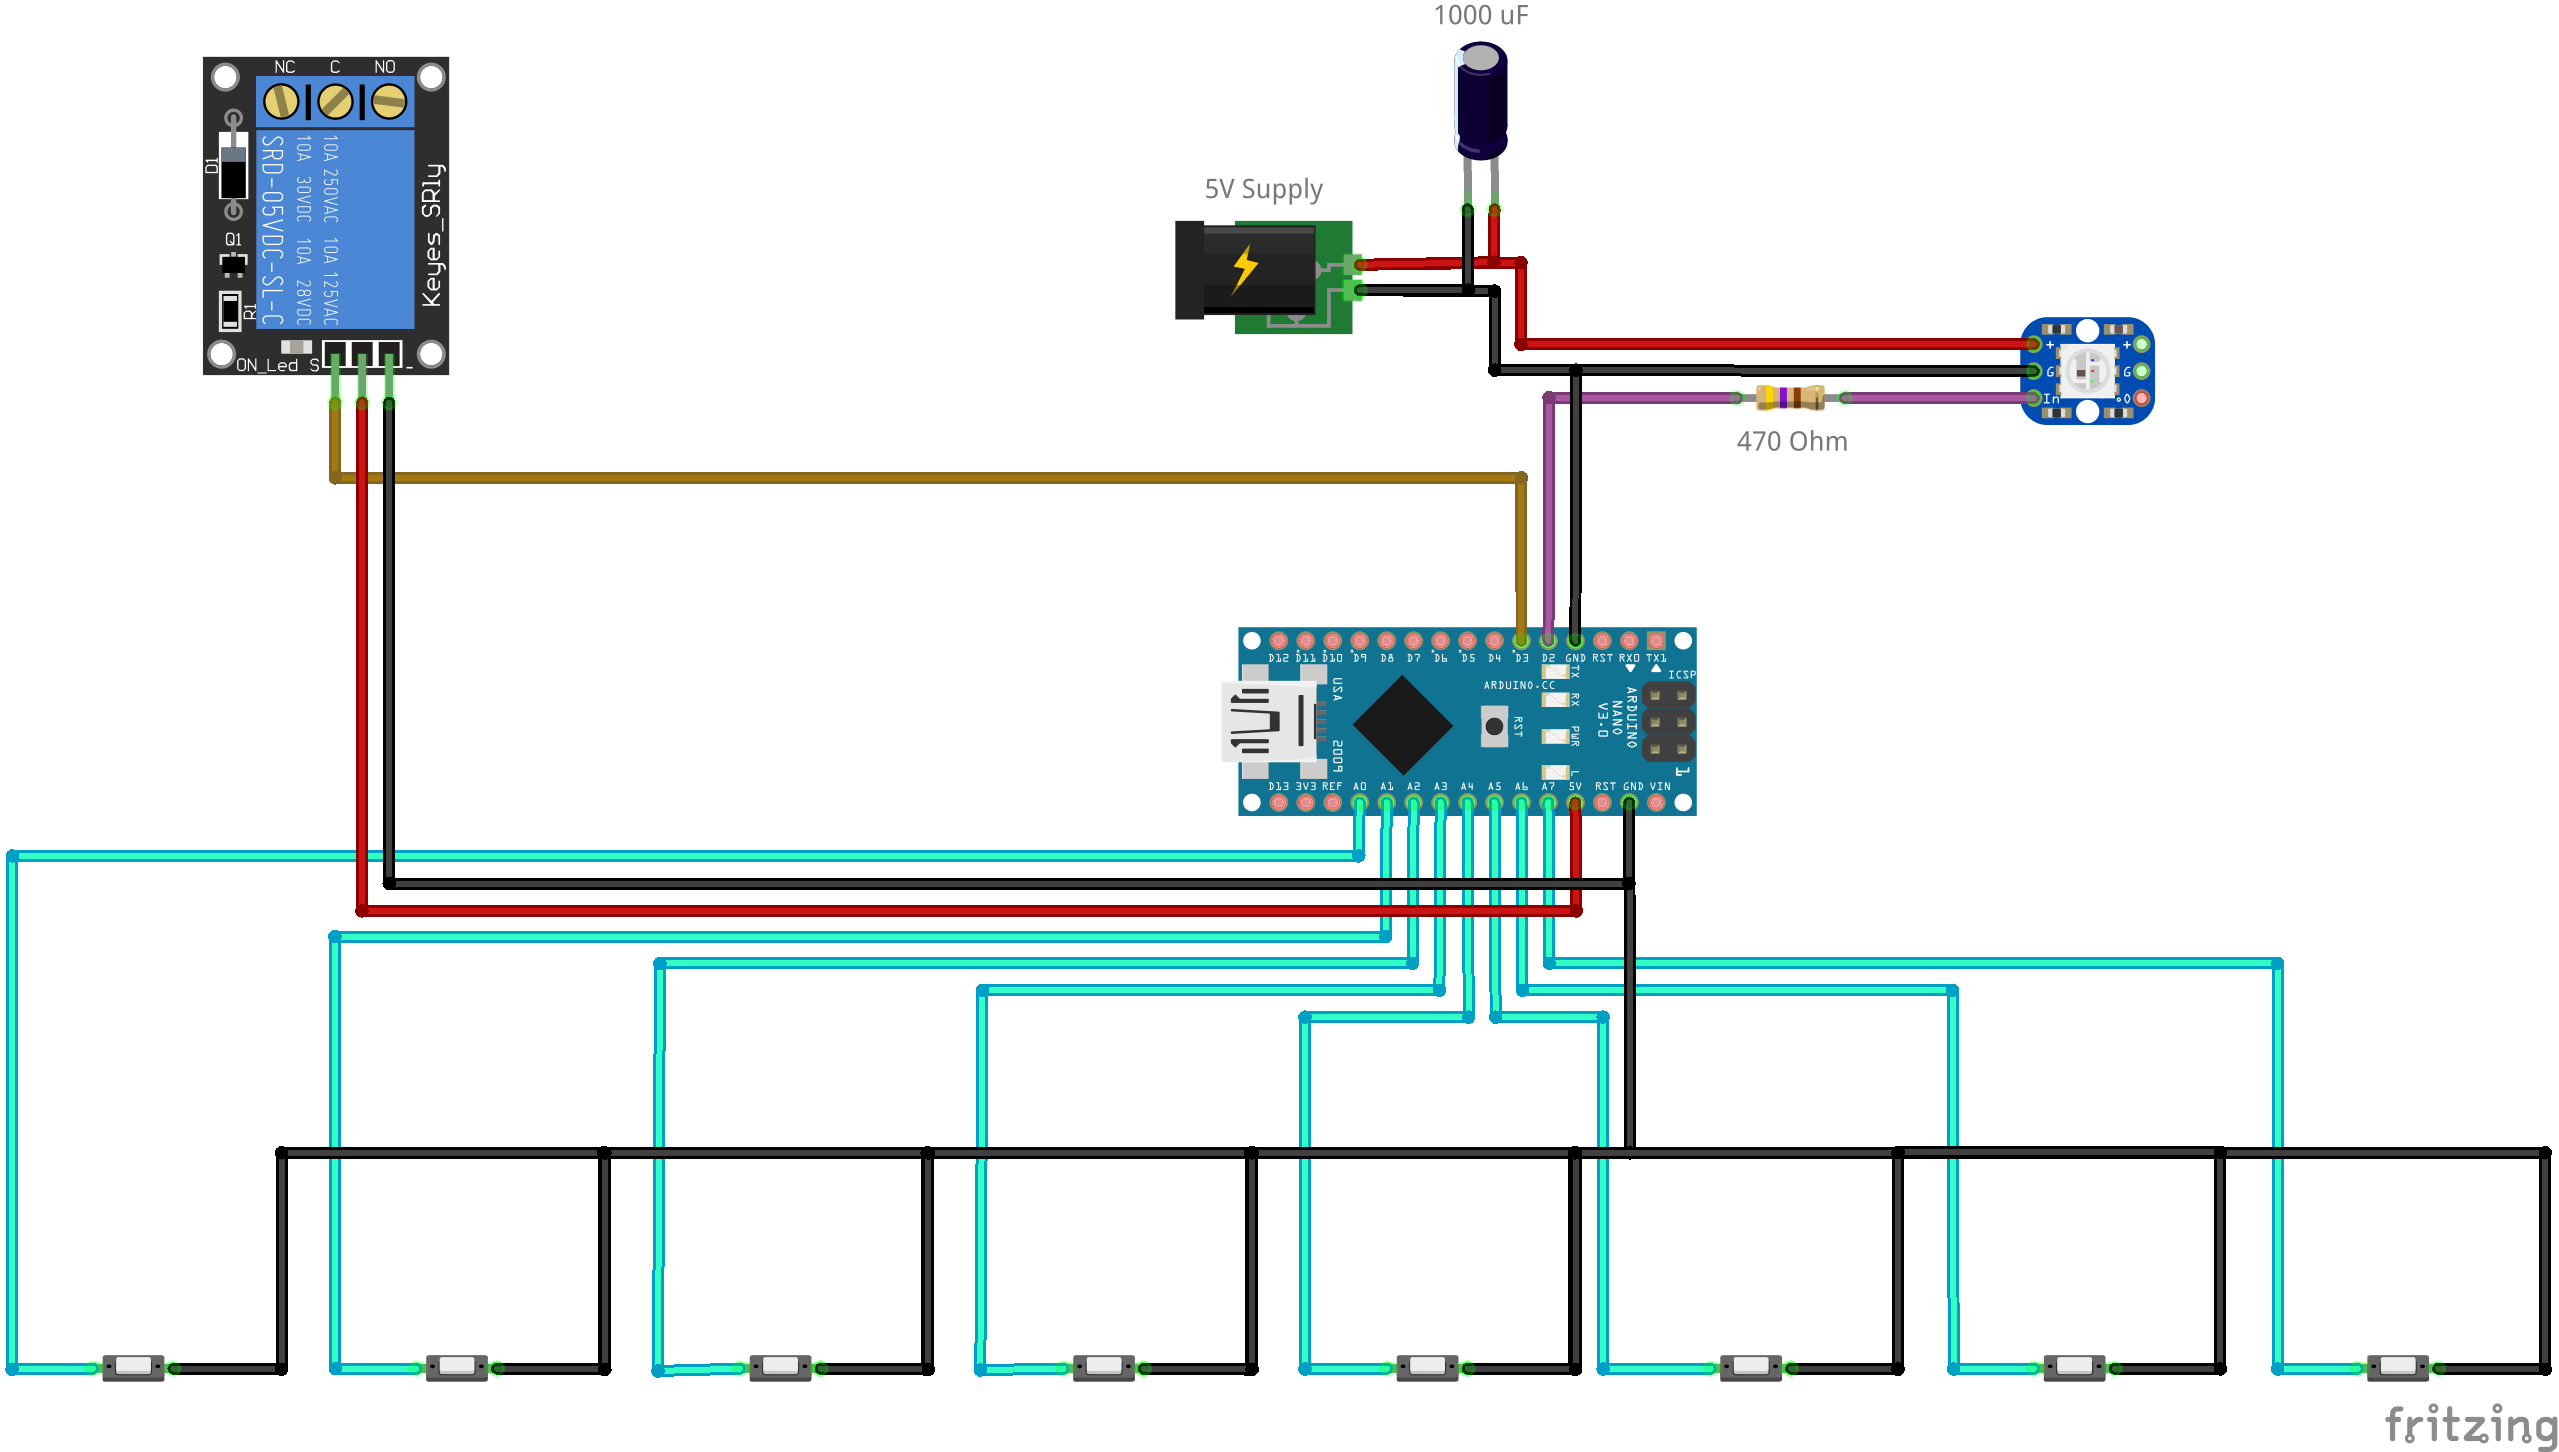 1000 uF
NC C NO
D1
SRD-05VDC-SL-C
10A 30VDC 10A 28VDC
10A 250VAC 10A 125VAC
Keyes_SRly
Q1
R1
ON_Led S -
5V Supply
+ +
G G
In O
470 Ohm
D12 D11 D10 D9 D8 D7 D6 D5 D4 D3 D2 GND RST RX0 TX1
ICSP
TX
RX
PWR
L
ARDUINO.CC
USA
2009
RST
ARDUINO
NANO
V3.0
1
D13 3V3 REF A0 A1 A2 A3 A4 A5 A6 A7 5V RST GND VIN
fritzing